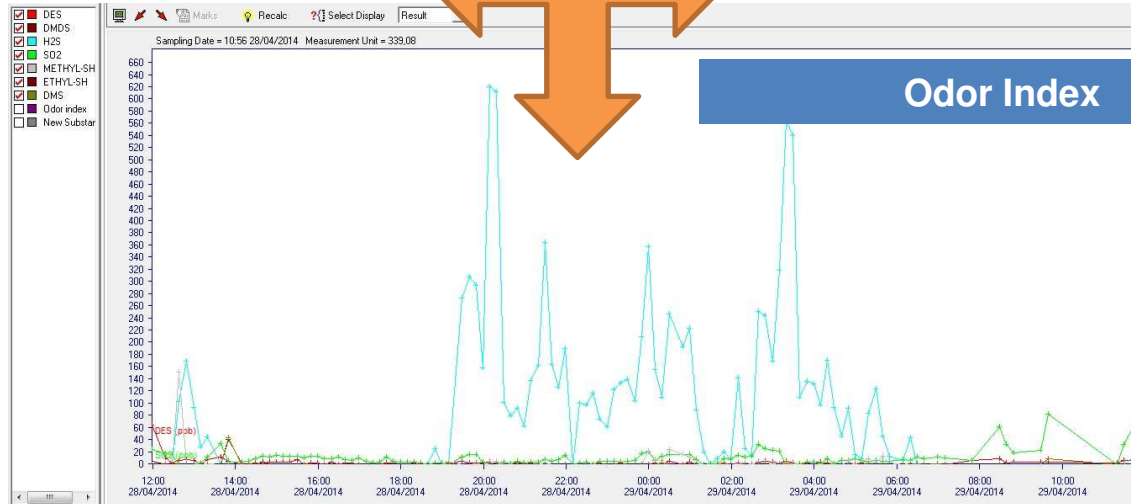 DES
DMDS
H2S
SO2
METHYL-SH
ETHYL-SH
DMS
Odor index
New Substar
Marks Recalc ?{} Select Display Result
Sampling Date = 10:56 28/04/2014 Measurement Unit = 339,08
Odor Index
660
640
620
600
580
560
540
520
500
480
460
440
420
400
380
360
340
320
300
280
260
240
220
200
180
160
140
120
100
80
60
DES (ppb)
40
20
0
12:00 14:00 16:00 18:00 20:00 22:00 00:00 02:00 04:00 06:00 08:00 10:00
28/04/2014 28/04/2014 28/04/2014 28/04/2014 28/04/2014 28/04/2014 29/04/2014 29/04/2014 29/04/2014 29/04/2014 29/04/2014 29/04/2014